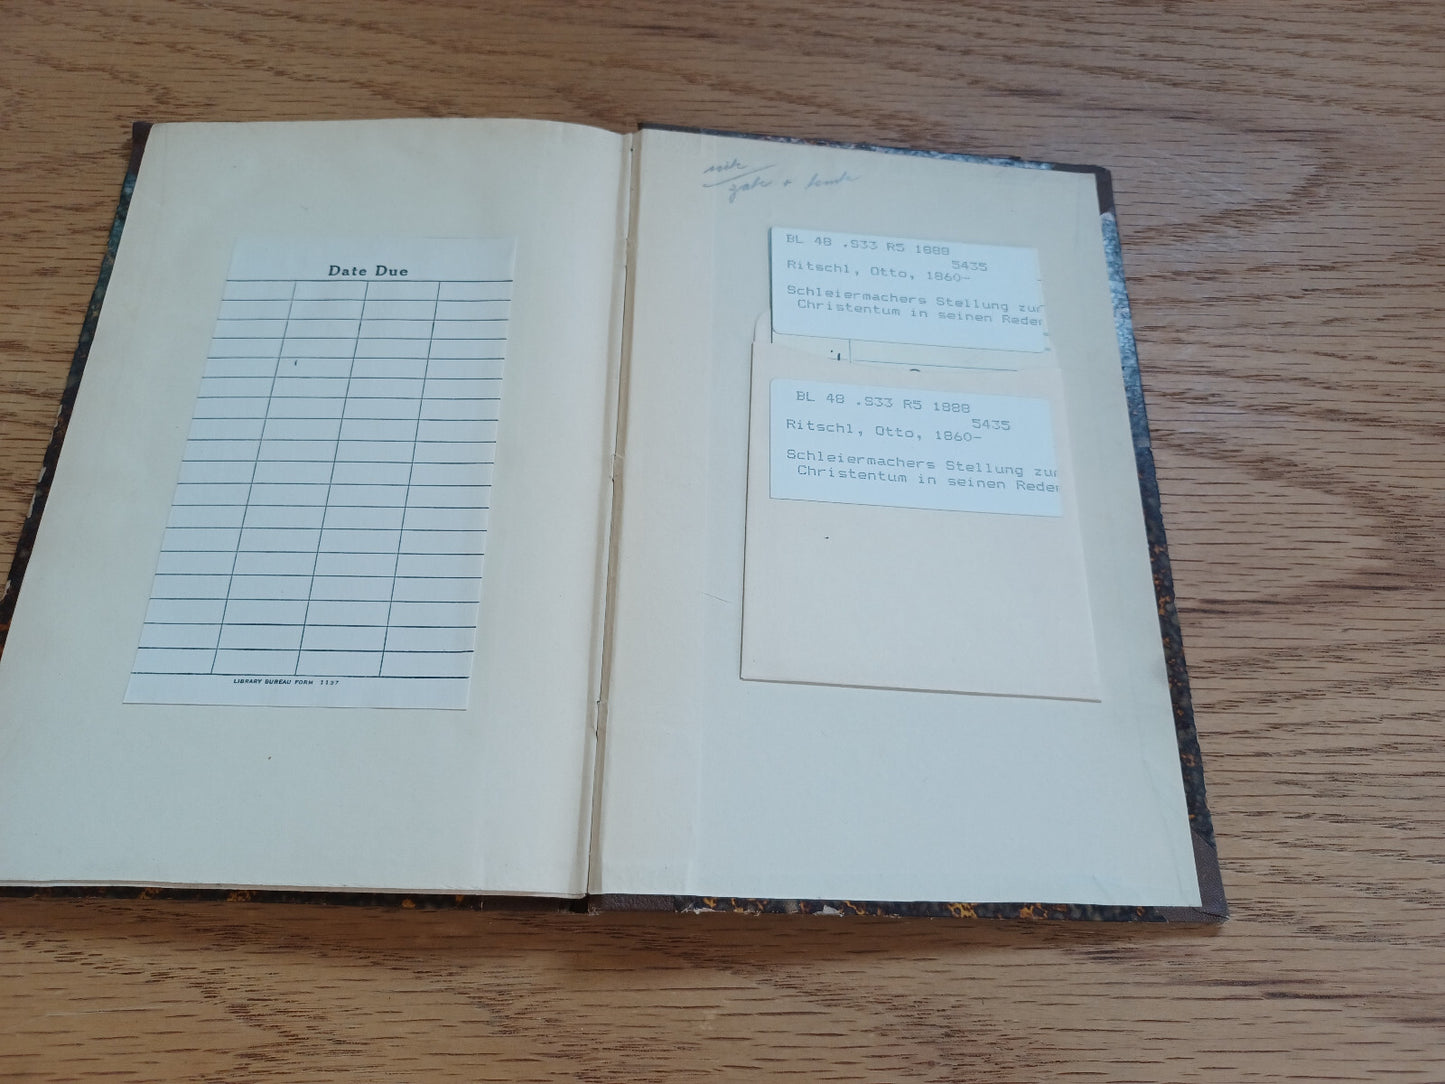 Date Due
LIBRARY BUREAU FORM 1137
BL 48 .S33 R5 1888
5435
Ritschl, Otto, 1860-
Schleiermachers Stellung zur
Christentum in seinen Reden
BL 48 .S33 R5 1888
5435
Ritschl, Otto, 1860-
Schleiermachers Stellung zur
Christentum in seinen Reden